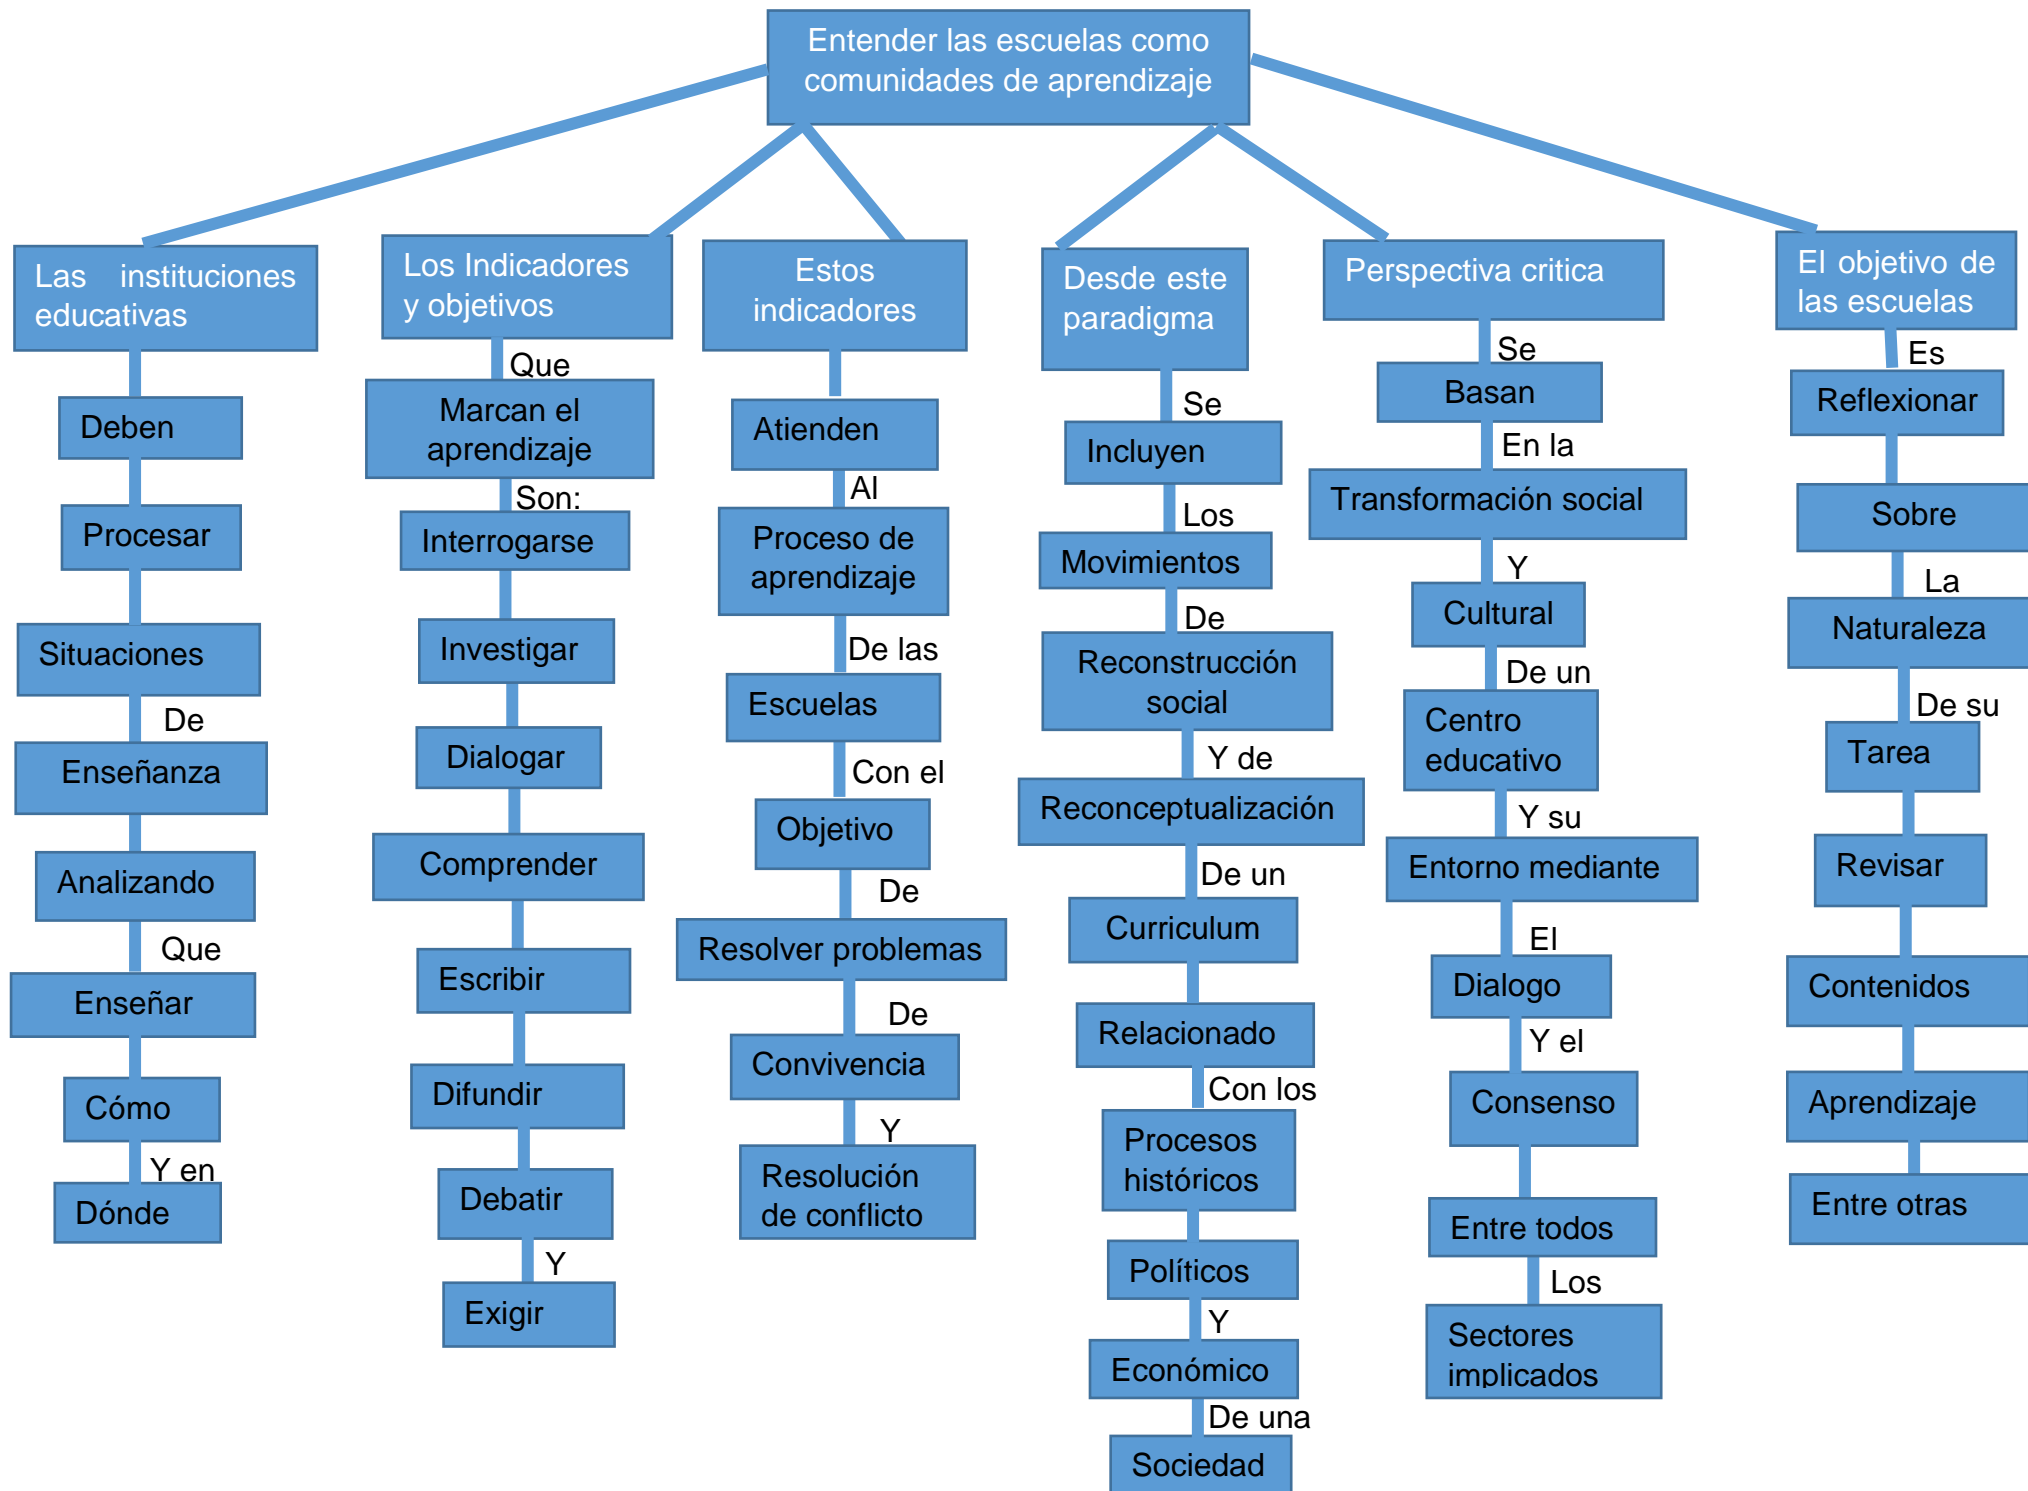 Entender las escuelas como
comunidades de aprendizaje
Las instituciones
educativas
Deben
Procesar
Situaciones
De
Enseñanza
Analizando
Que
Enseñar
Cómo
Y en
Dónde
Los Indicadores
y objetivos
Que
Marcan el
aprendizaje
Son:
Interrogarse
Investigar
Dialogar
Comprender
Escribir
Difundir
Debatir
Y
Exigir
Estos
indicadores
Atienden
Al
Proceso de
aprendizaje
De las
Escuelas
Con el
Objetivo
De
Resolver problemas
De
Convivencia
Y
Resolución
de conflicto
Desde este
paradigma
Se
Incluyen
Los
Movimientos
De
Reconstrucción
social
Y de
Reconceptualización
De un
Curriculum
Relacionado
Con los
Procesos
históricos
Políticos
Y
Económico
De una
Sociedad
Perspectiva critica
Se
Basan
En la
Transformación social
Y
Cultural
De un
Centro
educativo
Y su
Entorno mediante
El
Dialogo
Y el
Consenso
Entre todos
Los
Sectores
implicados
El objetivo de
las escuelas
Es
Reflexionar
Sobre
La
Naturaleza
De su
Tarea
Revisar
Contenidos
Aprendizaje
Entre otras